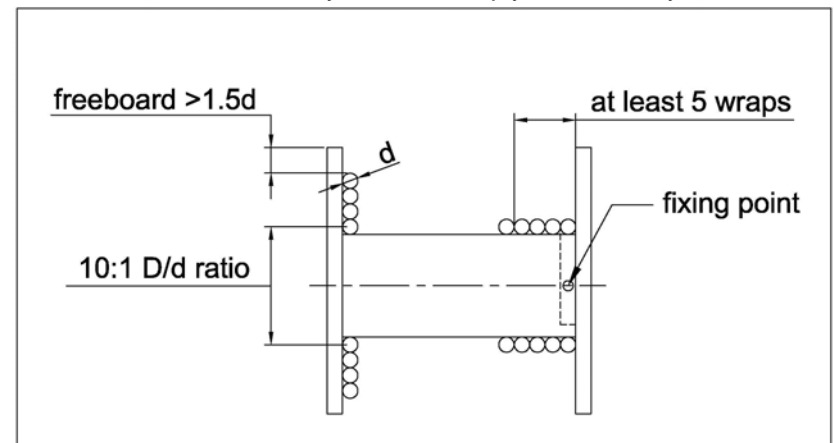 freeboard >1.5d
at least 5 wraps
d
fixing point
10:1 D/d ratio